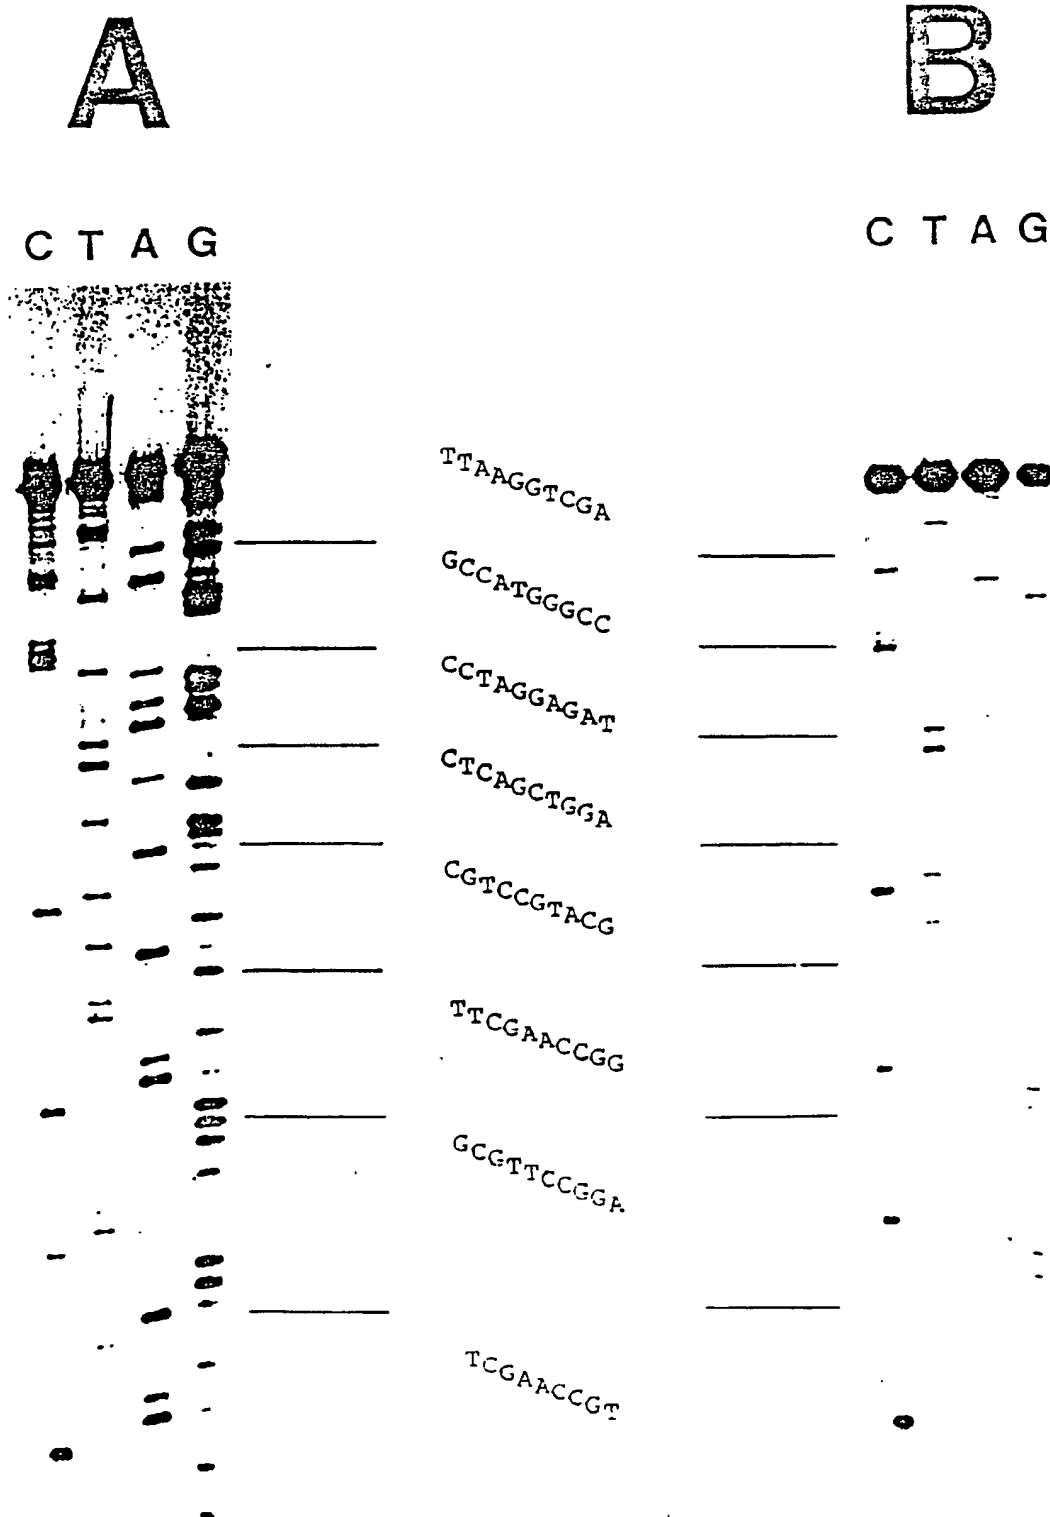 A B
C T A G C T A G
TTAAGGTCGA
GCCATGGGCC
CCTAGGAGAT
CTCAGCTGGA
CGTCCGTACG
TTCGAACCGG
GCGTTCCGGA
TCGAACCGT